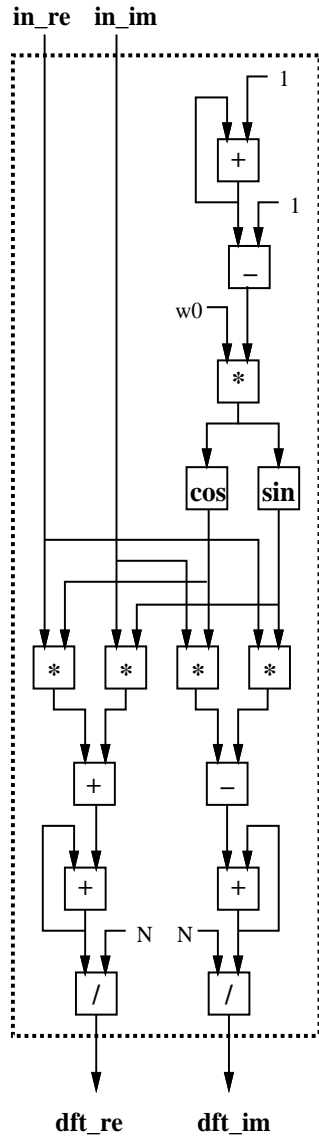 in_re in_im
1
+
1
–
w0
*
cos sin
* * * *
+ –
+ +
N N
/ /
dft_re dft_im